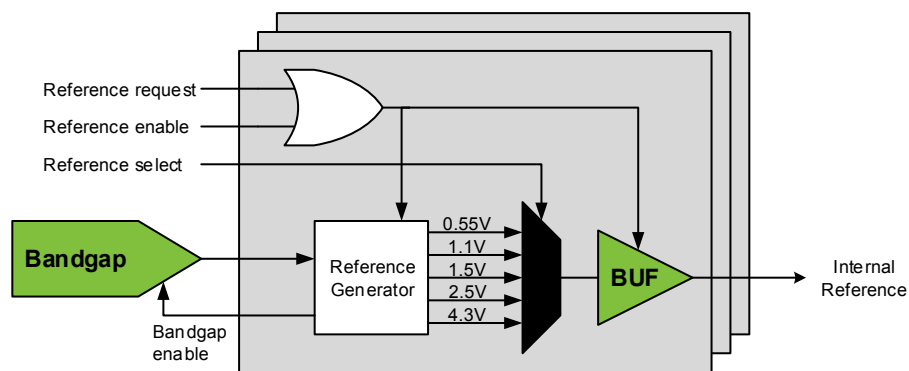 Reference request
Reference enable
Reference select
Bandgap
Bandgap
enable
Reference
Generator
0.55V
1.1V
1.5V
2.5V
4.3V
BUF
Internal
Reference